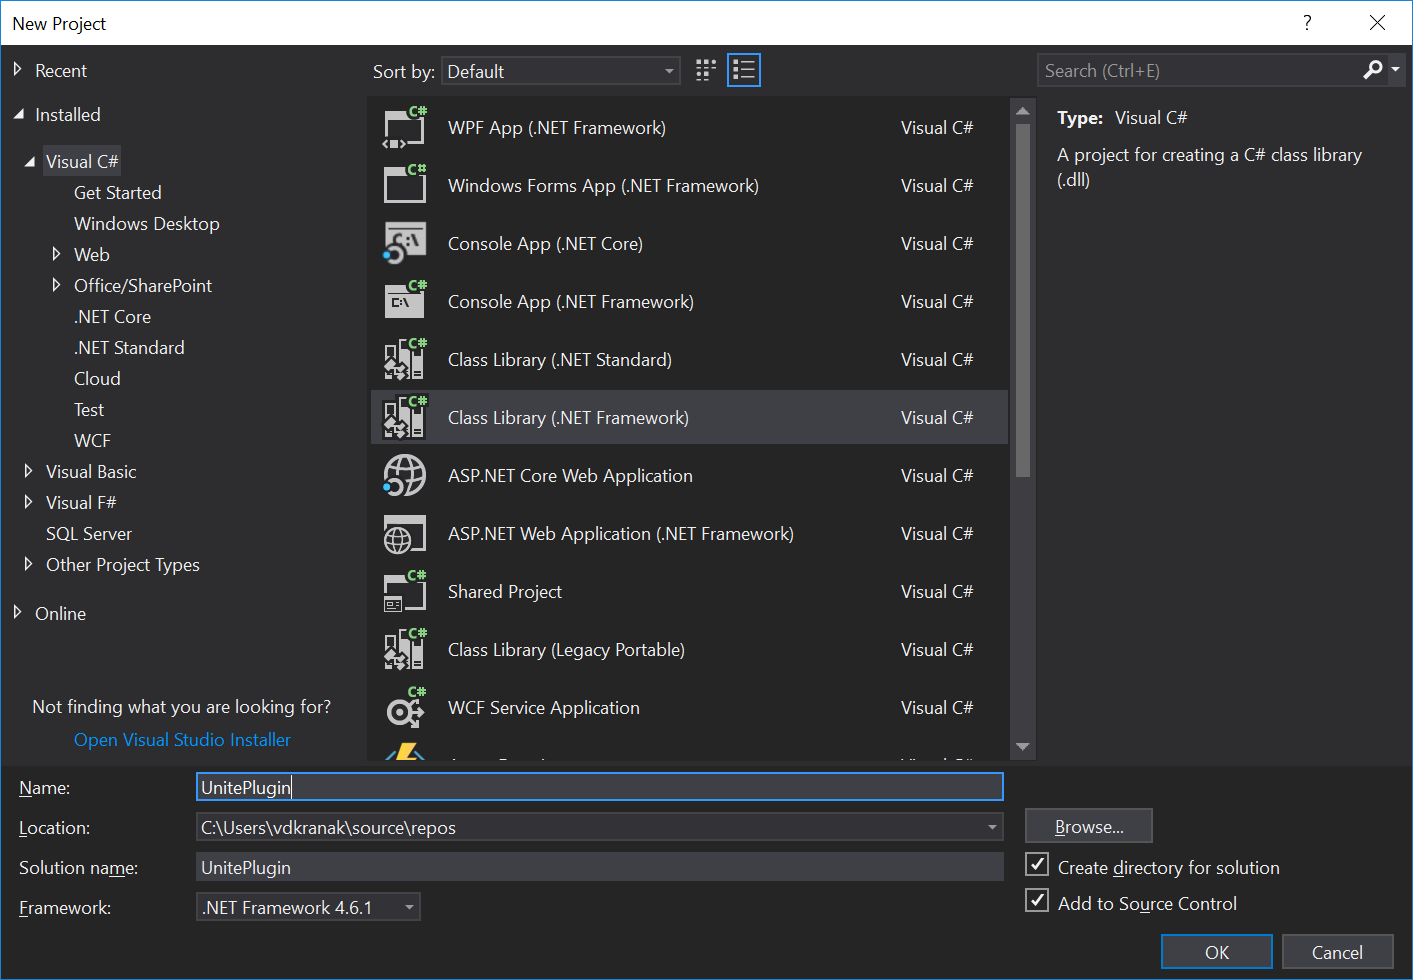 New Project
?
Recent
Installed
Visual C#
Get Started
Windows Desktop
Web
Office/SharePoint
.NET Core
.NET Standard
Cloud
Test
WCF
Visual Basic
Visual F#
SQL Server
Other Project Types
Online
Not finding what you are looking for?
Open Visual Studio Installer
Sort by: Default
C# WPF App (.NET Framework) Visual C#
C# Windows Forms App (.NET Framework) Visual C#
C:\ Console App (.NET Core) Visual C#
C# C:\ Console App (.NET Framework) Visual C#
C# Class Library (.NET Standard) Visual C#
C# Class Library (.NET Framework) Visual C#
ASP.NET Core Web Application Visual C#
ASP.NET Web Application (.NET Framework) Visual C#
C# Shared Project Visual C#
C# Class Library (Legacy Portable) Visual C#
C# WCF Service Application Visual C#
Search (Ctrl+E)
Type: Visual C#
A project for creating a C# class library
(.dll)
Name: UnitePlugin
Location: C:\Users\vdkranak\source\repos
Browse...
Solution name: UnitePlugin
Create directory for solution
Framework: .NET Framework 4.6.1
Add to Source Control
OK Cancel